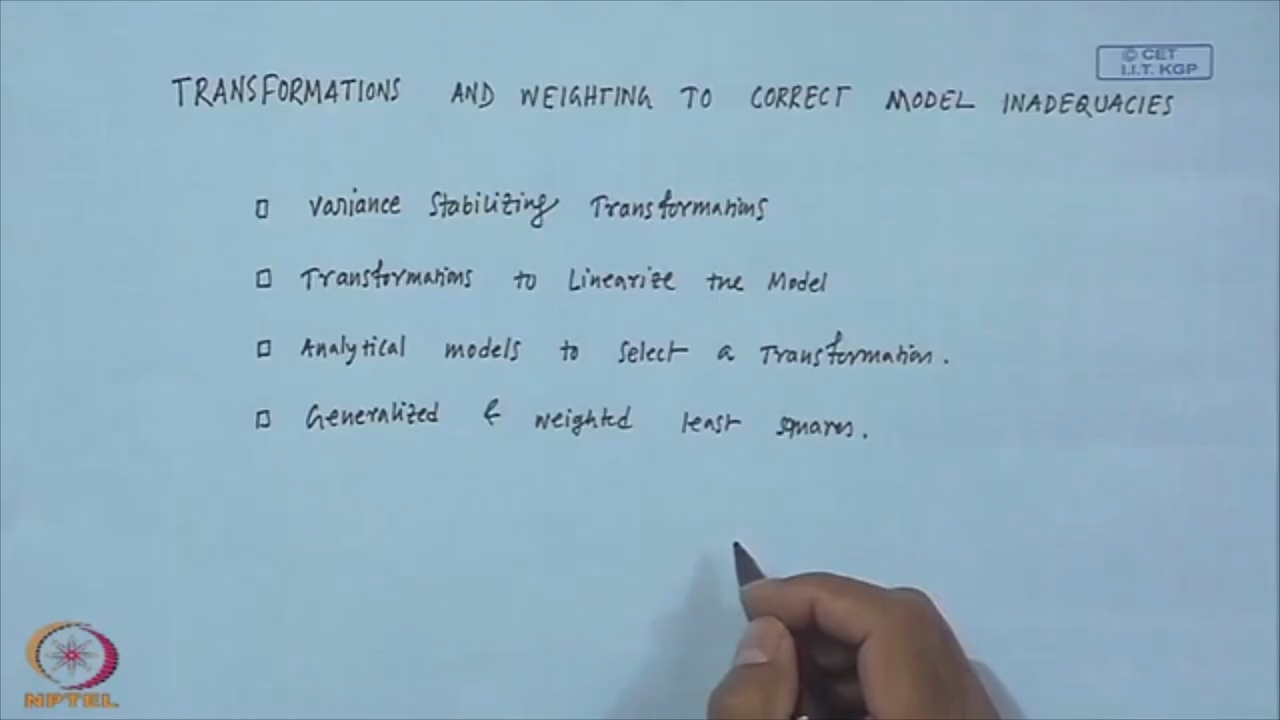 © CET
I.I.T. KGP
TRANSFORMATIONS AND WEIGHTING TO CORRECT MODEL INADEQUACIES
□ Variance Stabilizing Transformations
□ Transformations to Linearize the Model
□ Analytical models to select a Transformation.
□ Generalized & weighted least squares.
NPTEL